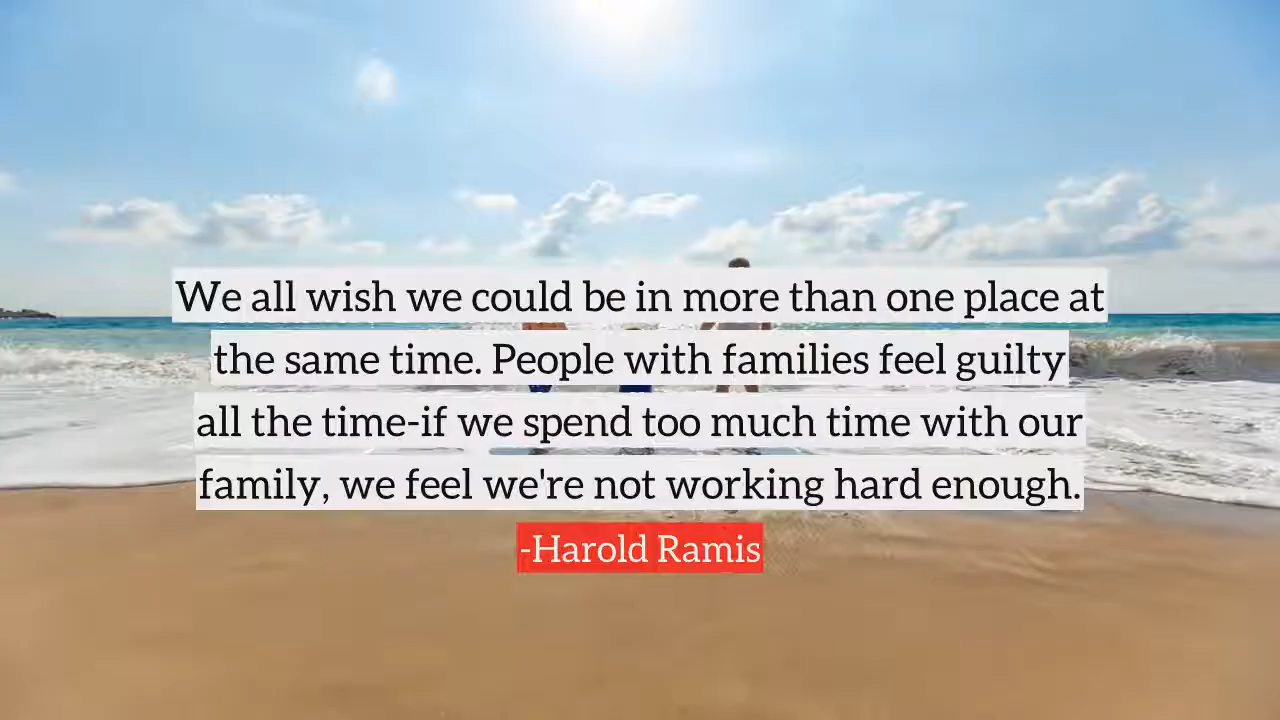 We all wish we could be in more than one place at
the same time. People with families feel guilty
all the time-if we spend too much time with our
family, we feel we're not working hard enough.
-Harold Ramis